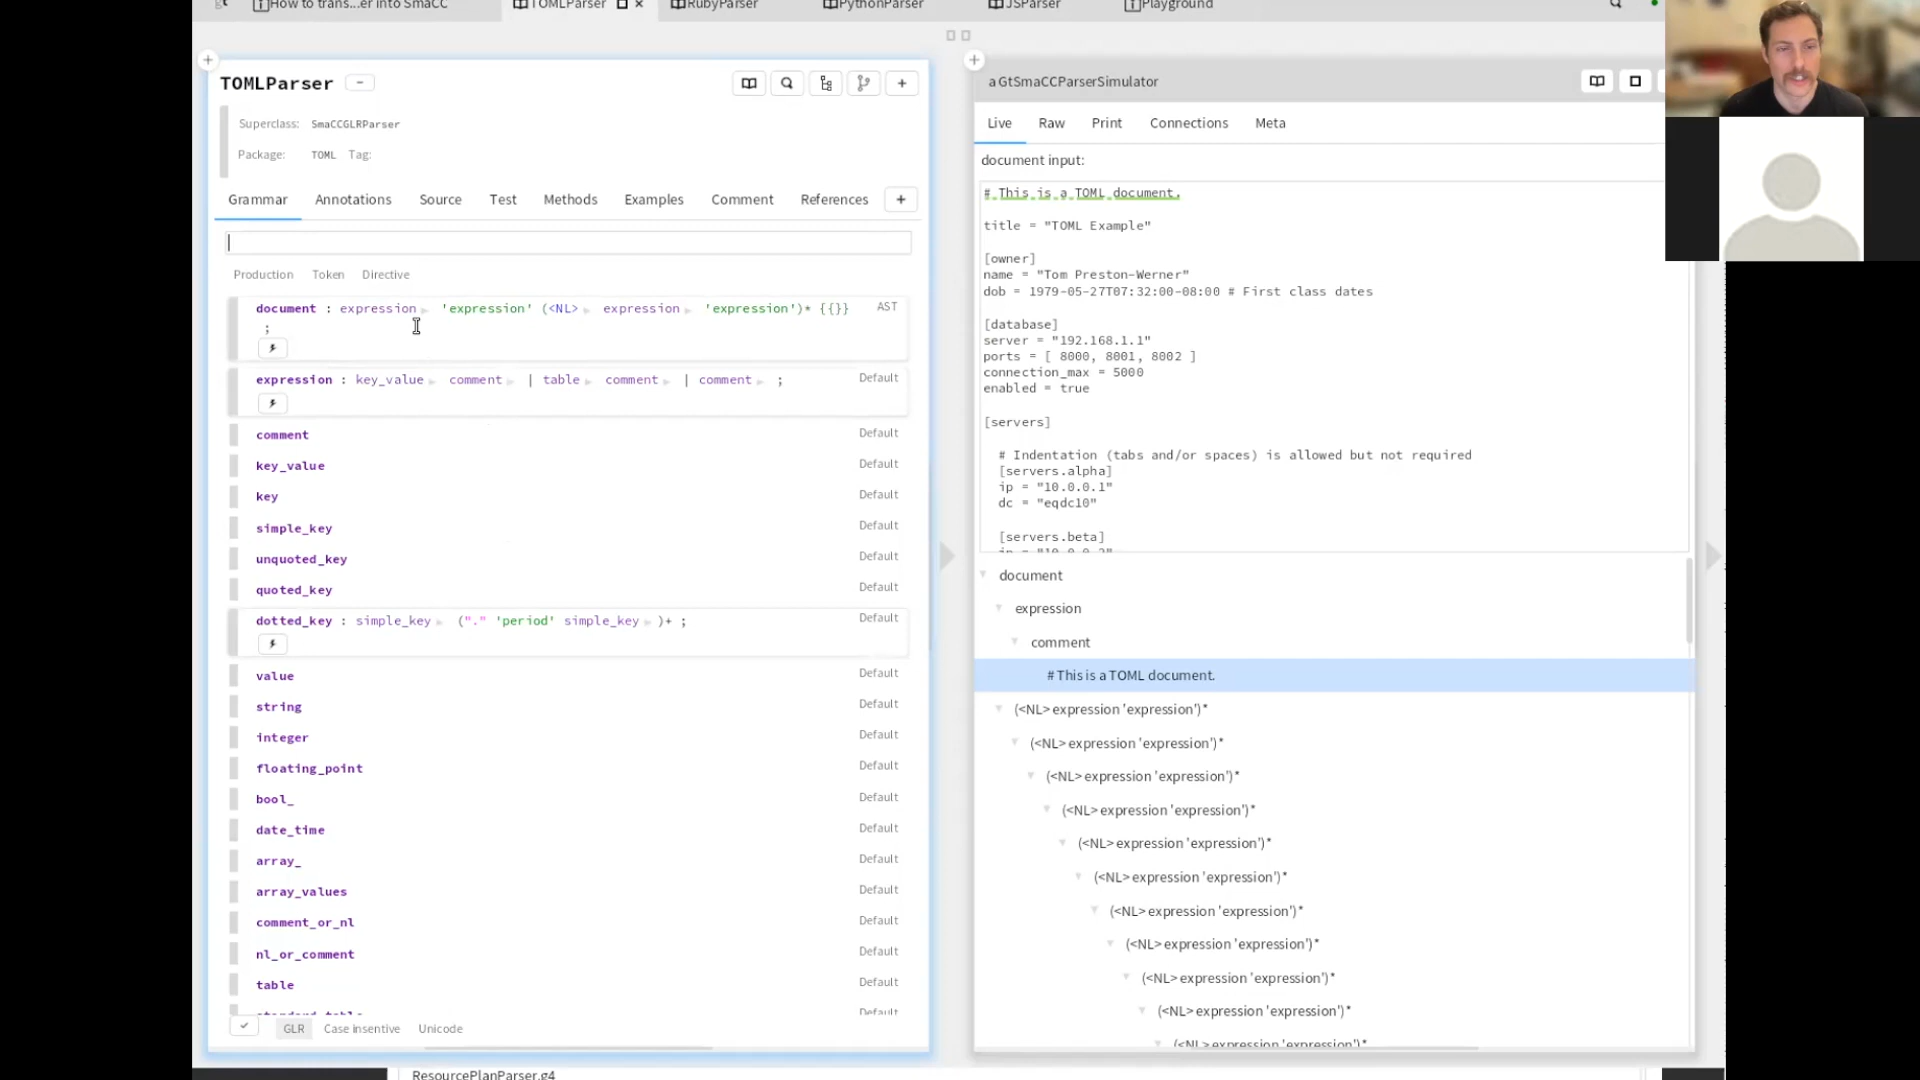 How to trans...er into SmaCC
TOMLParser
RubyParser
PythonParser
JSParser
Playground
TOMLParser
Superclass: SmaCCGLRParser
Package: TOML Tag:
Grammar Annotations Source Test Methods Examples Comment References
Production Token Directive
document : expression 'expression' (<NL> expression 'expression')* {{}} AST
;
expression : key_value comment | table comment | comment ; Default
comment Default
key_value Default
key Default
simple_key Default
unquoted_key Default
quoted_key Default
dotted_key : simple_key ("." 'period' simple_key )+ ; Default
value Default
string Default
integer Default
floating_point Default
bool_ Default
date_time Default
array_ Default
array_values Default
comment_or_nl Default
nl_or_comment Default
table Default
standard_table Default
GLR Case insentive Unicode
a GtSmaCCParserSimulator
Live Raw Print Connections Meta
document input:
# This is a TOML document.
title = "TOML Example"
[owner]
name = "Tom Preston-Werner"
dob = 1979-05-27T07:32:00-08:00 # First class dates
[database]
server = "192.168.1.1"
ports = [ 8000, 8001, 8002 ]
connection_max = 5000
enabled = true
[servers]
# Indentation (tabs and/or spaces) is allowed but not required
[servers.alpha]
ip = "10.0.0.1"
dc = "eqdc10"
[servers.beta]
ip = "10.0.0.2"
document
expression
comment
# This is a TOML document.
(<NL> expression 'expression')*
(<NL> expression 'expression')*
(<NL> expression 'expression')*
(<NL> expression 'expression')*
(<NL> expression 'expression')*
(<NL> expression 'expression')*
(<NL> expression 'expression')*
(<NL> expression 'expression')*
(<NL> expression 'expression')*
(<NL> expression 'expression')*
(<NL> expression 'expression')*
ResourcePlanParser.g4